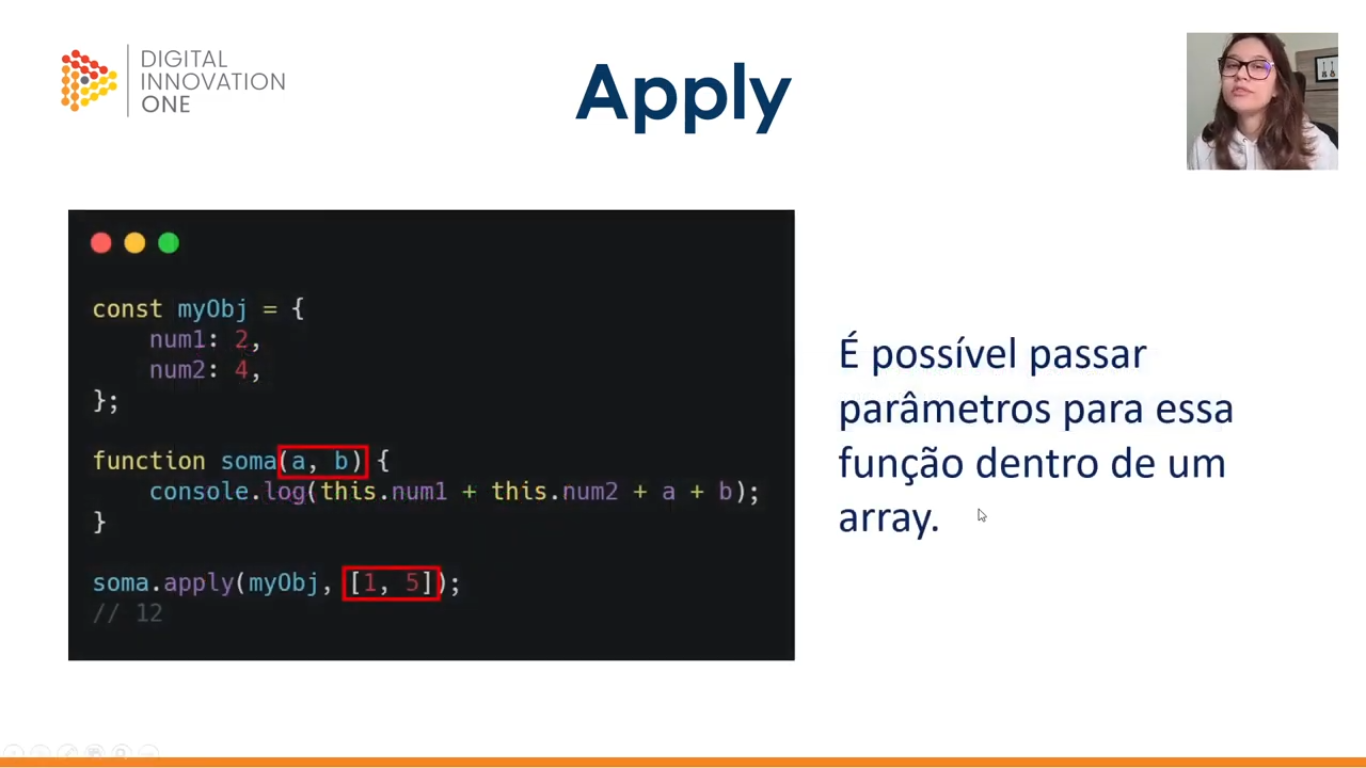 DIGITAL
INNOVATION
ONE
Apply
const myObj = {
    num1: 2,
    num2: 4,
};
function soma(a, b) {
    console.log(this.num1 + this.num2 + a + b);
}
soma.apply(myObj, [1, 5]);
// 12
É possível passar
parâmetros para essa
função dentro de um
array.